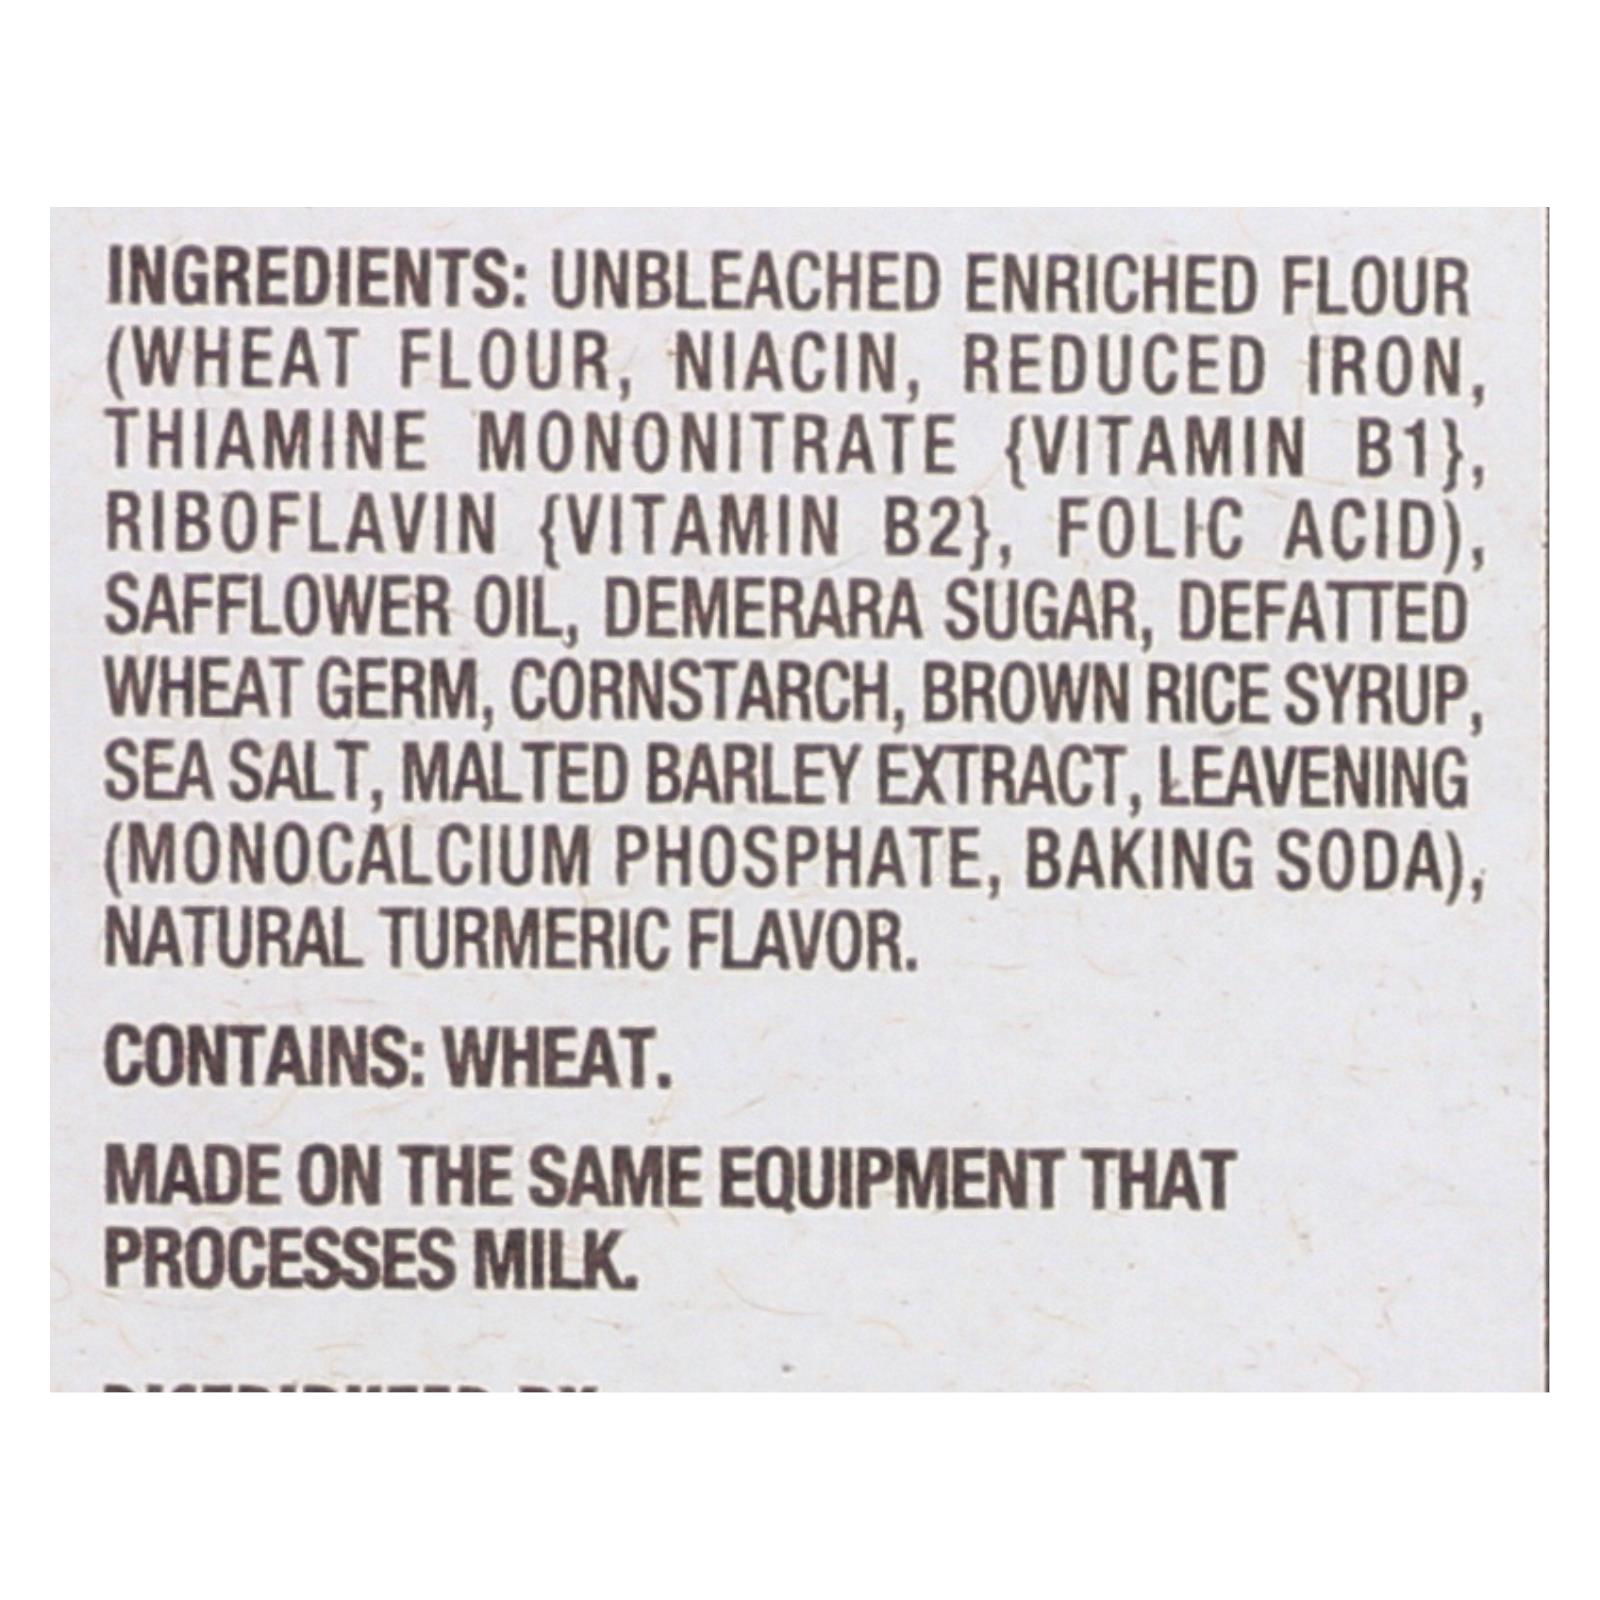 INGREDIENTS: UNBLEACHED ENRICHED FLOUR
(WHEAT FLOUR, NIACIN, REDUCED IRON,
THIAMINE MONONITRATE {VITAMIN B1},
RIBOFLAVIN {VITAMIN B2}, FOLIC ACID),
SAFFLOWER OIL, DEMERARA SUGAR, DEFATTED
WHEAT GERM, CORNSTARCH, BROWN RICE SYRUP,
SEA SALT, MALTED BARLEY EXTRACT, LEAVENING
(MONOCALCIUM PHOSPHATE, BAKING SODA),
NATURAL TURMERIC FLAVOR.
CONTAINS: WHEAT.
MADE ON THE SAME EQUIPMENT THAT
PROCESSES MILK.